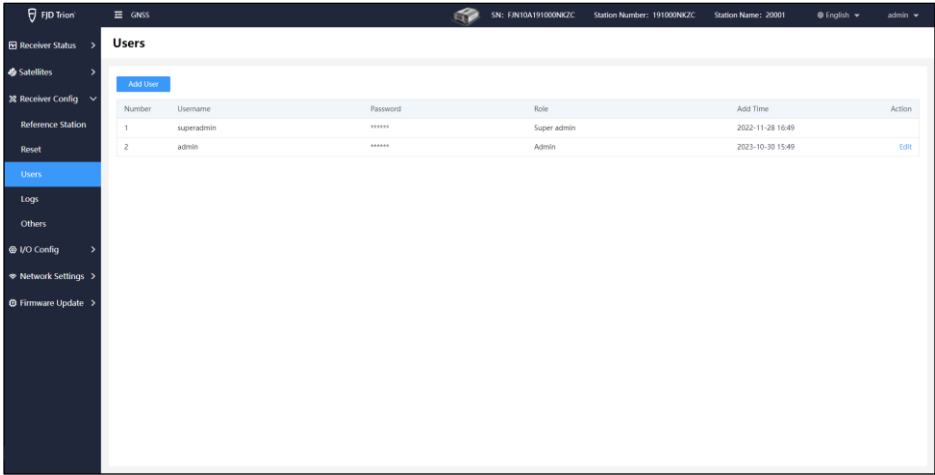 FJD Trion
GNSS
SN: FJN10A191000NKZC
Station Number: 191000NKZC
Station Name: 20001
English
admin
Receiver Status
Satellites
Receiver Config
Reference Station
Reset
Users
Logs
Others
I/O Config
Network Settings
Firmware Update
Users
Add User
Number Username Password Role Add Time Action
1 superadmin ****** Super admin 2022-11-28 16:49
2 admin ****** Admin 2023-10-30 15:49 Edit